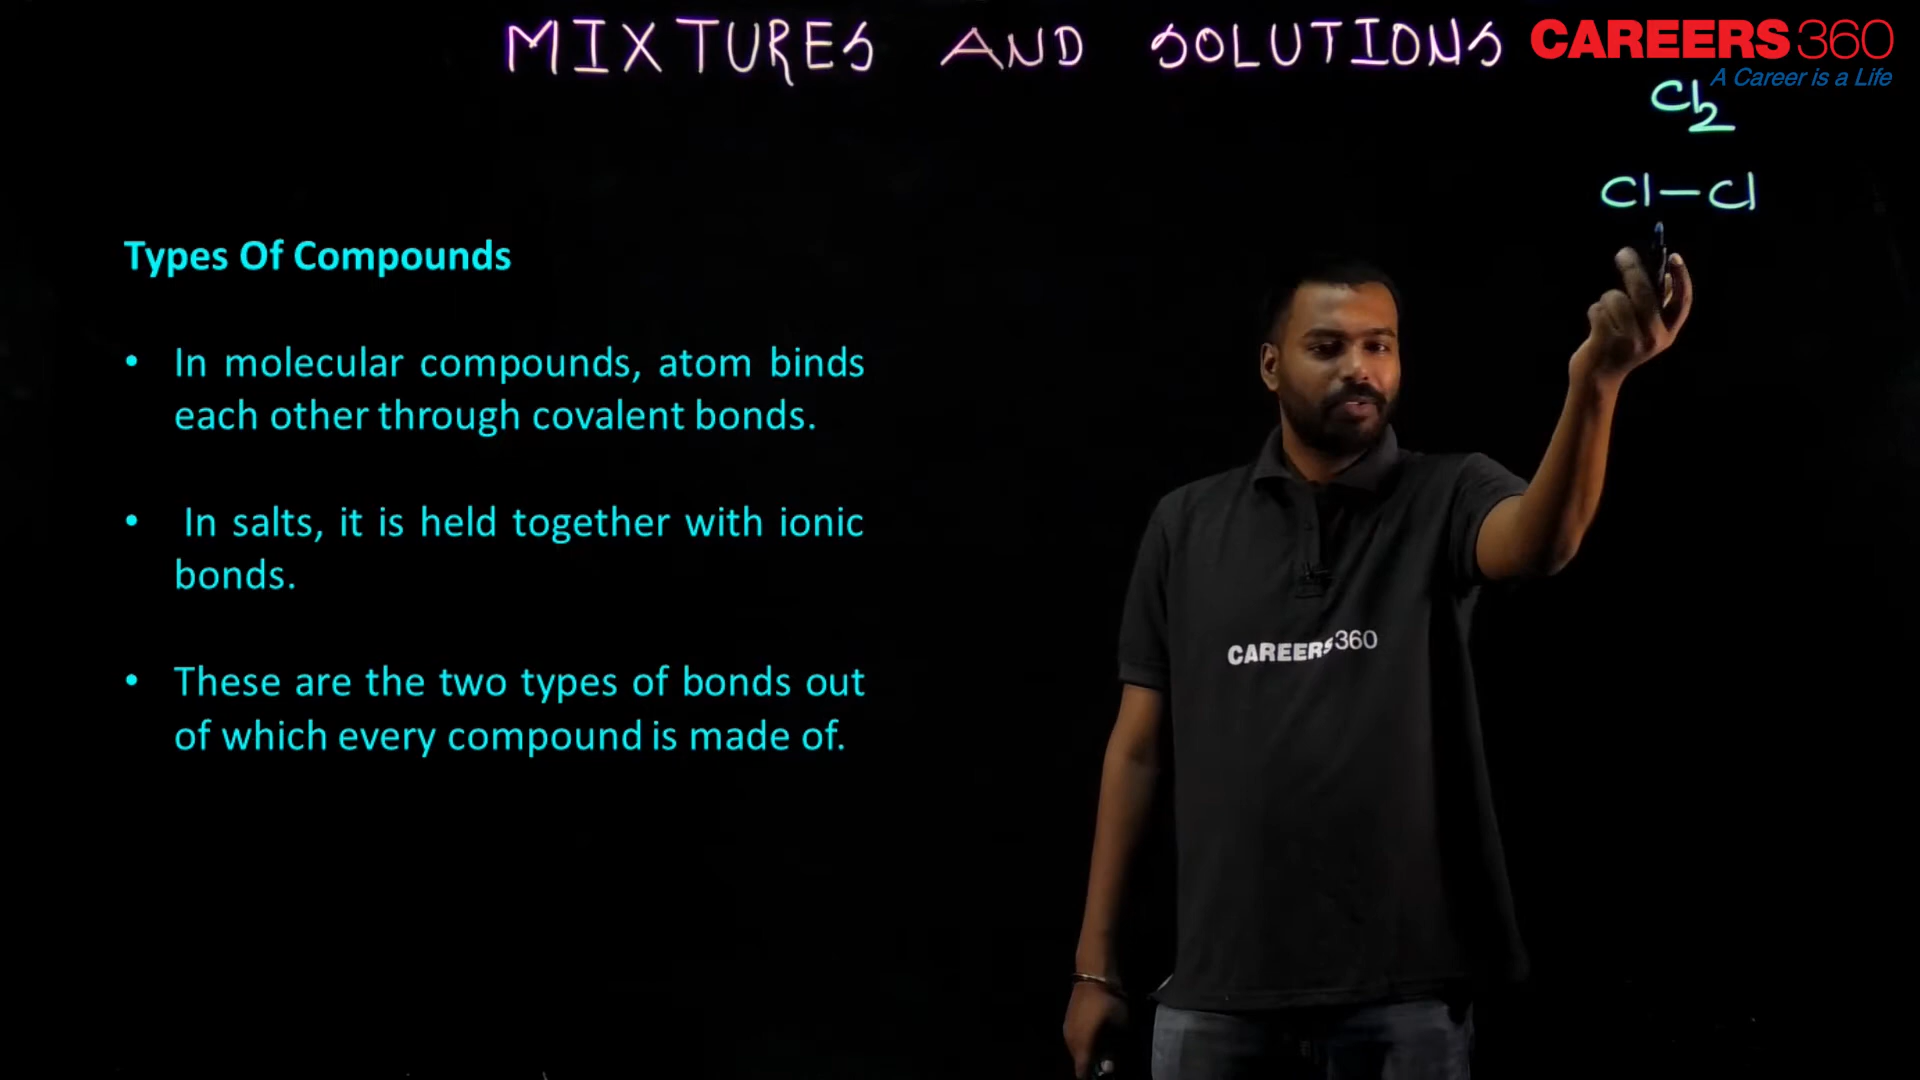 MIXTURES AND SOLUTIONS
CAREERS360
A Career is a Life
Cl2
Cl—Cl
Types Of Compounds
• In molecular compounds, atom binds
each other through covalent bonds.
• In salts, it is held together with ionic
bonds.
• These are the two types of bonds out
of which every compound is made of.
CAREERS360